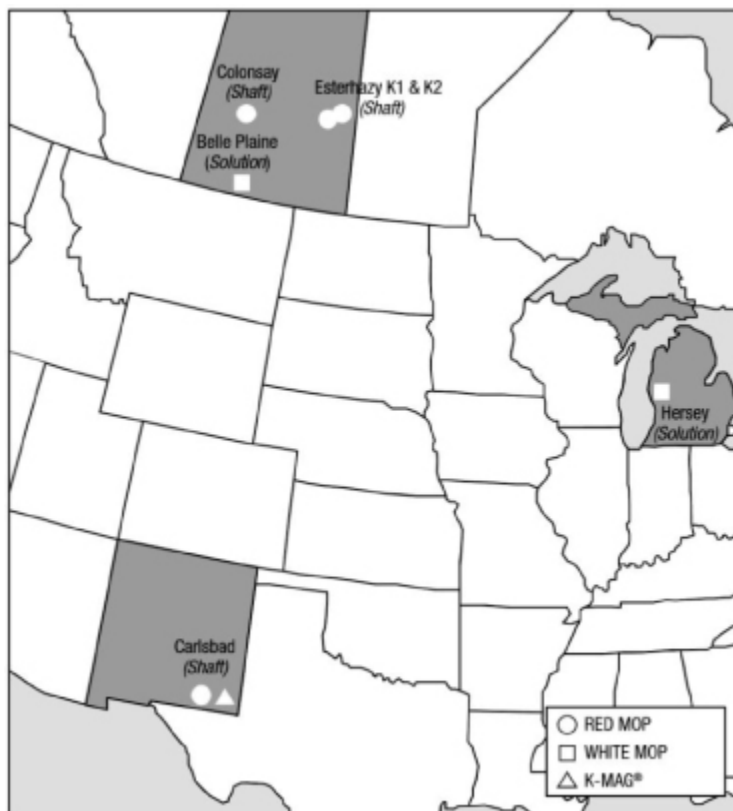 Colonsay
(Shaft)
Esterhazy K1 & K2
(Shaft)
Belle Plaine
(Solution)
Hersey
(Solution)
Carlsbad
(Shaft)
RED MOP
WHITE MOP
K-MAG®